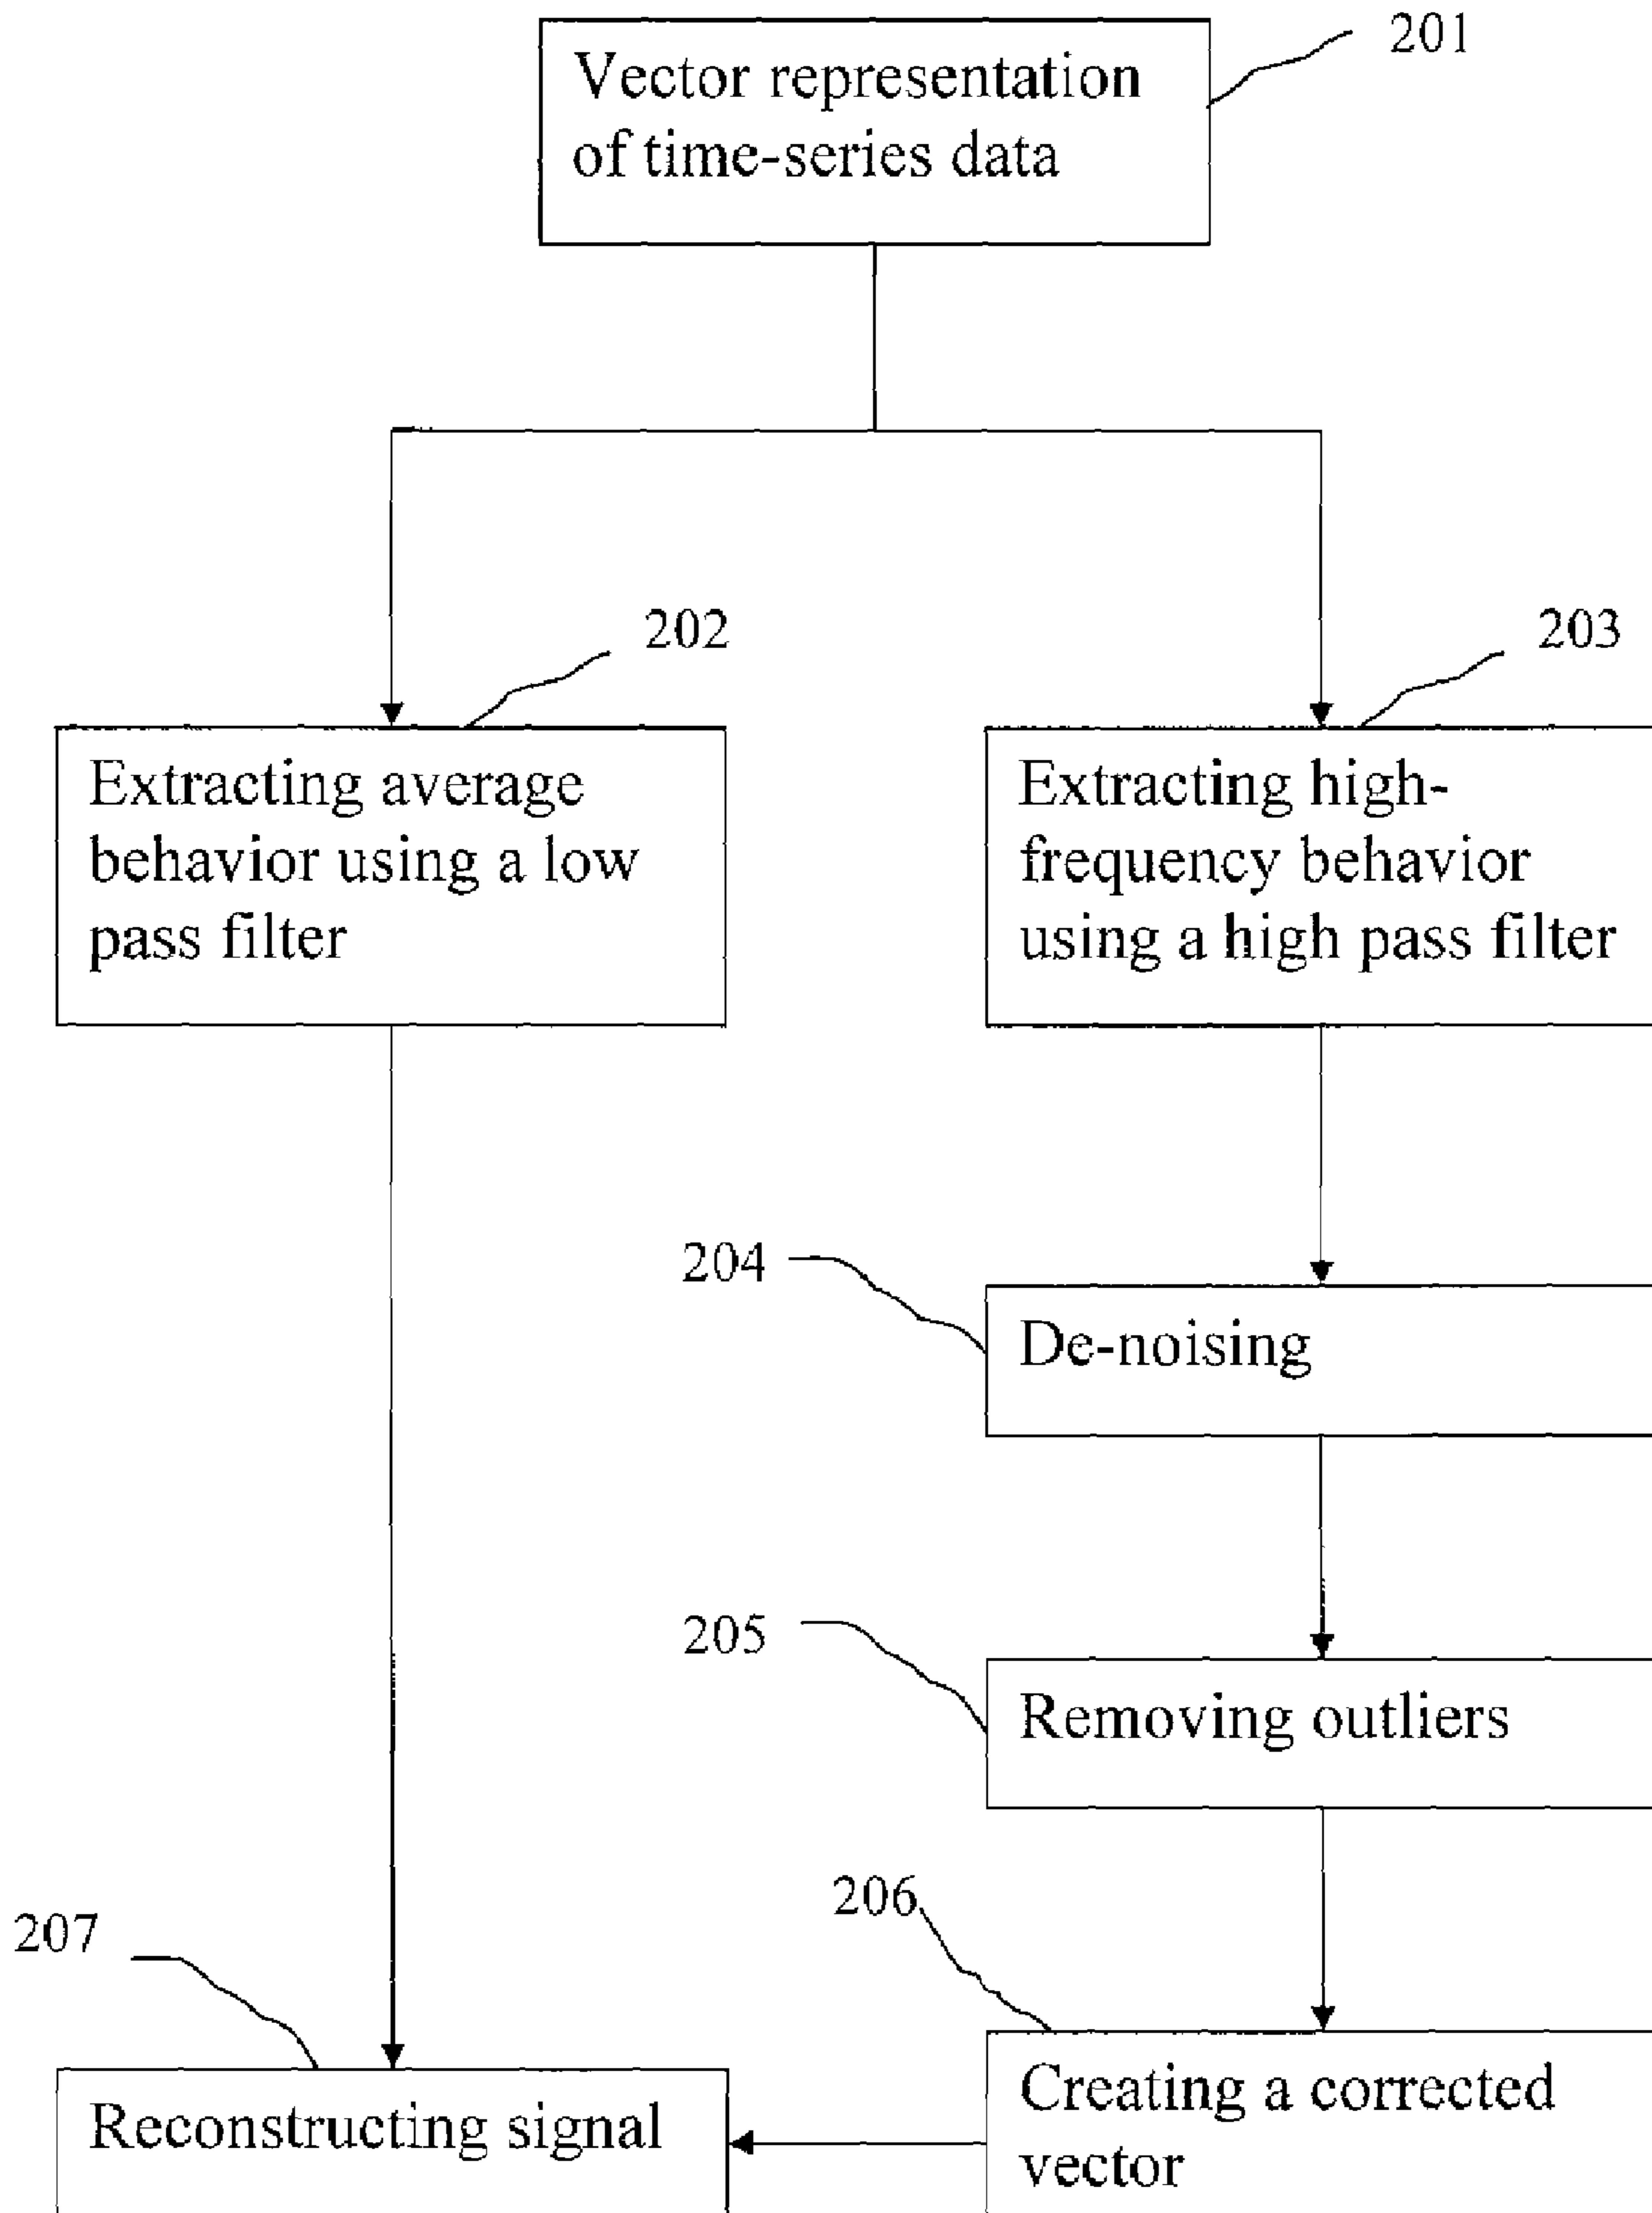 201
Vector representation
of time-series data
202
203
Extracting average
behavior using a low
pass filter
Extracting high-
frequency behavior
using a high pass filter
204
De-noising
205
Removing outliers
206
207
Reconstructing signal
Creating a corrected
vector